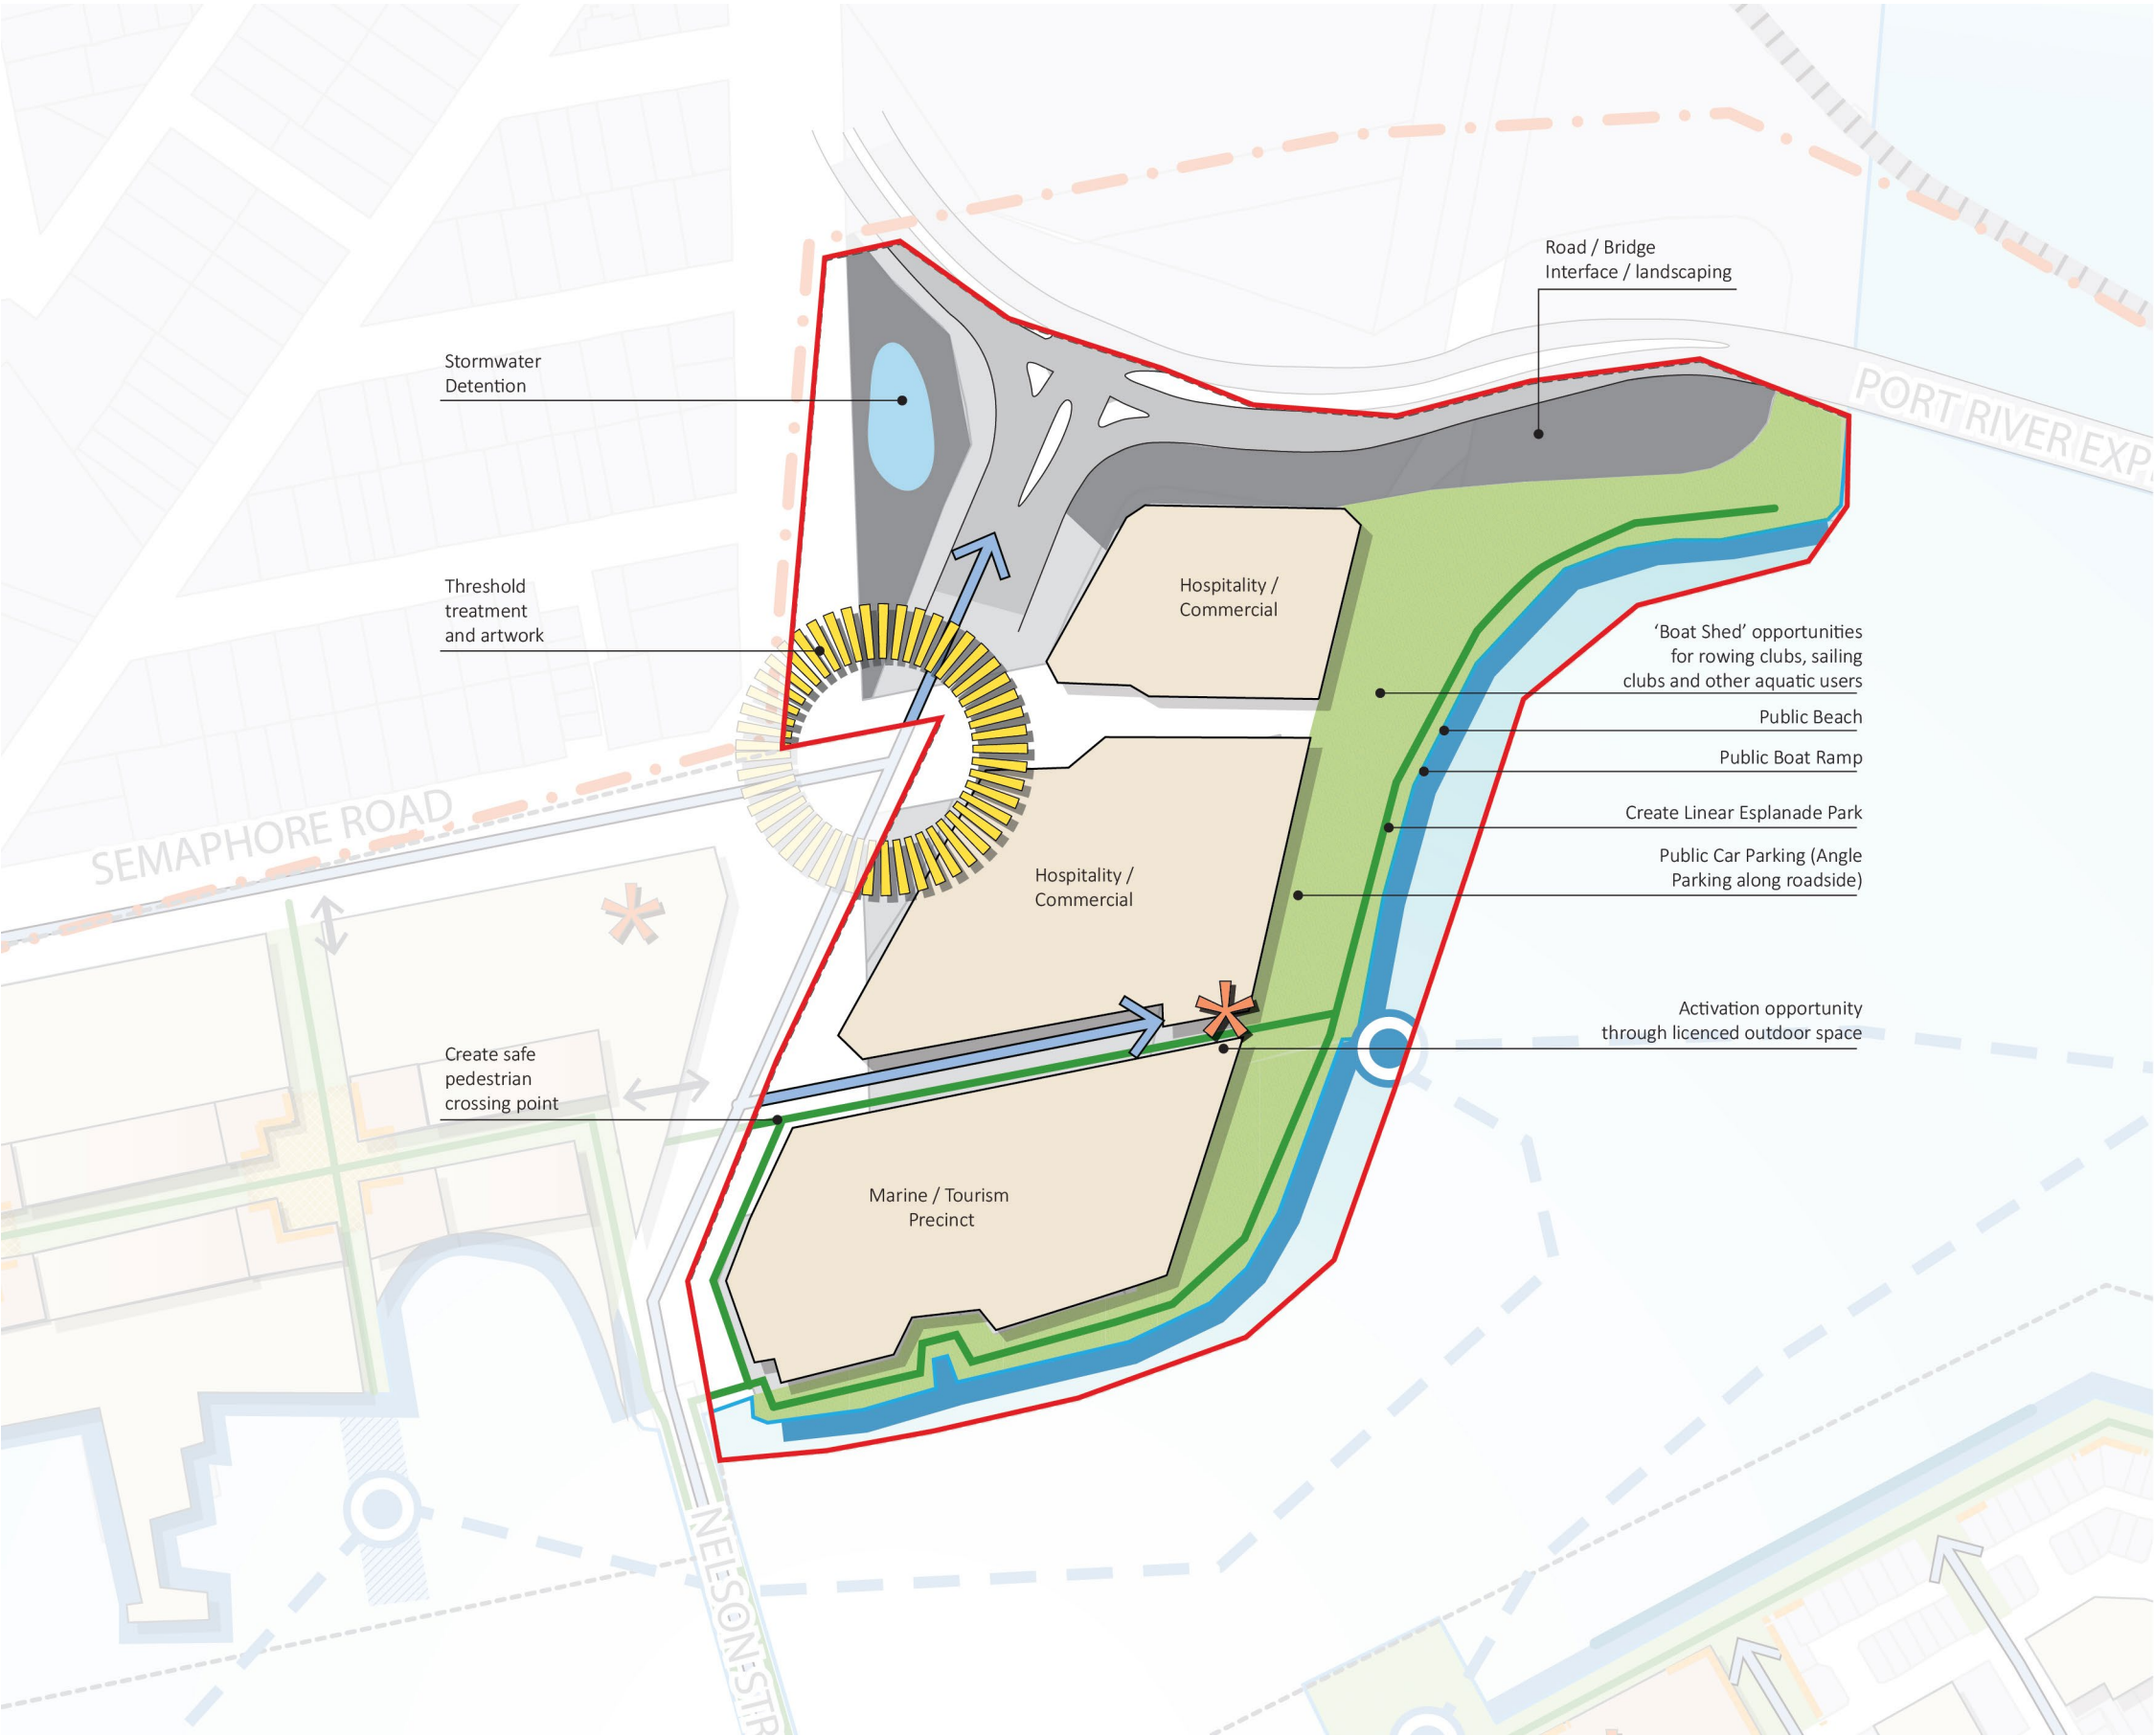 Road / Bridge
Interface / landscaping
PORT RIVER EXP
Stormwater
Detention
Threshold
treatment
and artwork
Hospitality /
Commercial
'Boat Shed' opportunities
for rowing clubs, sailing
clubs and other aquatic users
Public Beach
Public Boat Ramp
Create Linear Esplanade Park
Public Car Parking (Angle
Parking along roadside)
SEMAPHORE ROAD
Hospitality /
Commercial
Activation opportunity
through licenced outdoor space
Create safe
pedestrian
crossing point
Marine / Tourism
Precinct
NELSON STR